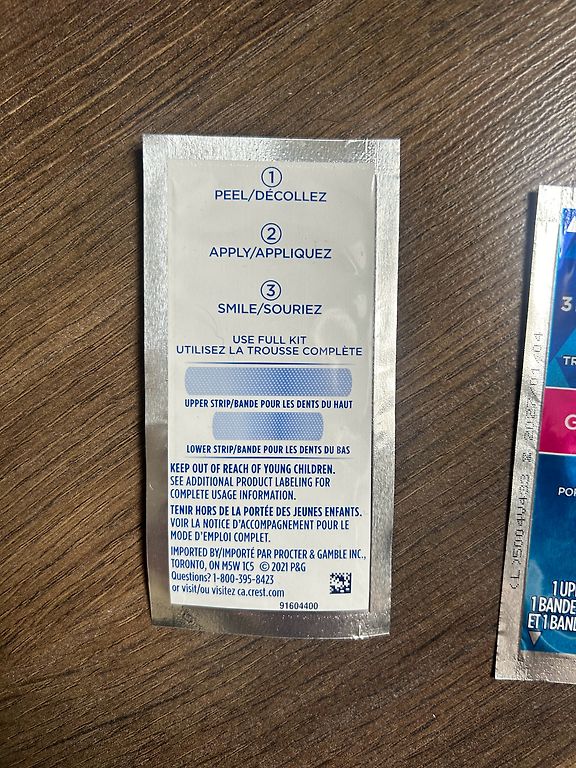 1
PEEL/DÉCOLLEZ
2
APPLY/APPLIQUEZ
3
SMILE/SOURIEZ
USE FULL KIT
UTILISEZ LA TROUSSE COMPLÈTE
UPPER STRIP/BANDE POUR LES DENTS DU HAUT
LOWER STRIP/BANDE POUR LES DENTS DU BAS
KEEP OUT OF REACH OF YOUNG CHILDREN.
SEE ADDITIONAL PRODUCT LABELING FOR
COMPLETE USAGE INFORMATION.
TENIR HORS DE LA PORTÉE DES JEUNES ENFANTS.
VOIR LA NOTICE D'ACCOMPAGNEMENT POUR LE
MODE D'EMPLOI COMPLET.
IMPORTED BY/IMPORTÉ PAR PROCTER & GAMBLE INC.,
TORONTO, ON M5W 1C5 © 2021 P&G
Questions? 1-800-395-8423
or visit/ou visitez ca.crest.com
91604400
3
TR
G
POR
1 UP
1 BANDE
ET 1 BAND